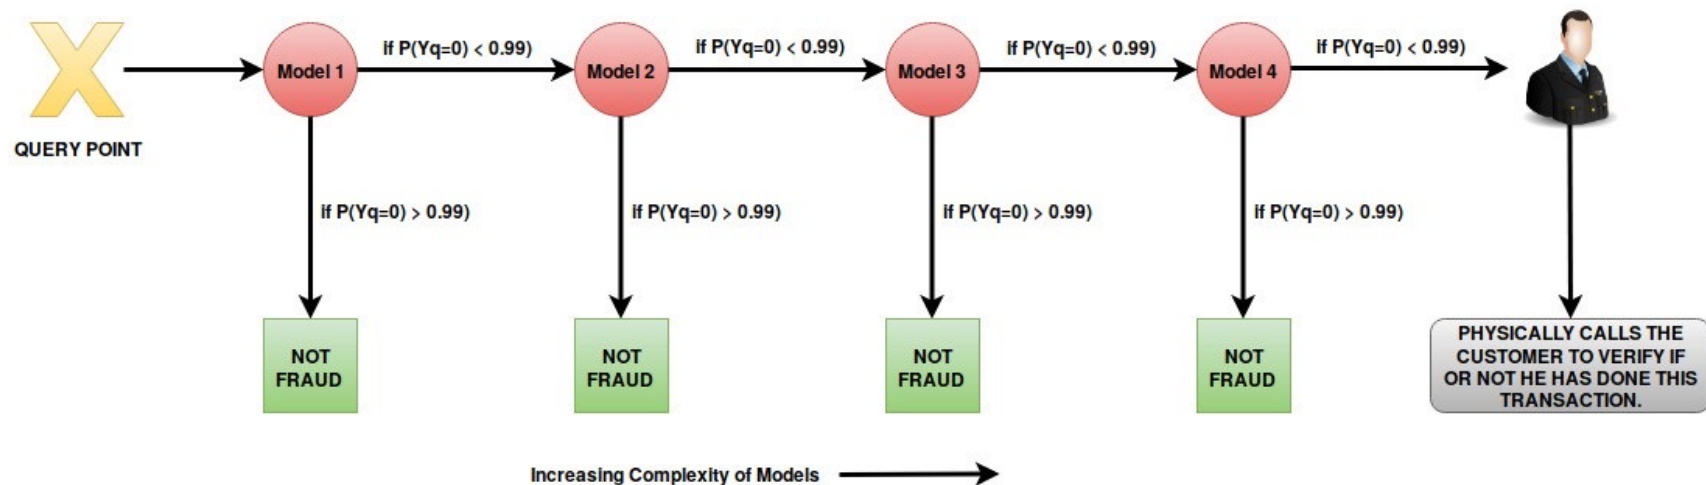 QUERY POINT
Model 1
if P(Yq=0) < 0.99)
Model 2
if P(Yq=0) < 0.99)
Model 3
if P(Yq=0) < 0.99)
Model 4
if P(Yq=0) < 0.99)
if P(Yq=0) > 0.99)
if P(Yq=0) > 0.99)
if P(Yq=0) > 0.99)
if P(Yq=0) > 0.99)
NOT
FRAUD
NOT
FRAUD
NOT
FRAUD
NOT
FRAUD
PHYSICALLY CALLS THE
CUSTOMER TO VERIFY IF
OR NOT HE HAS DONE THIS
TRANSACTION.
Increasing Complexity of Models